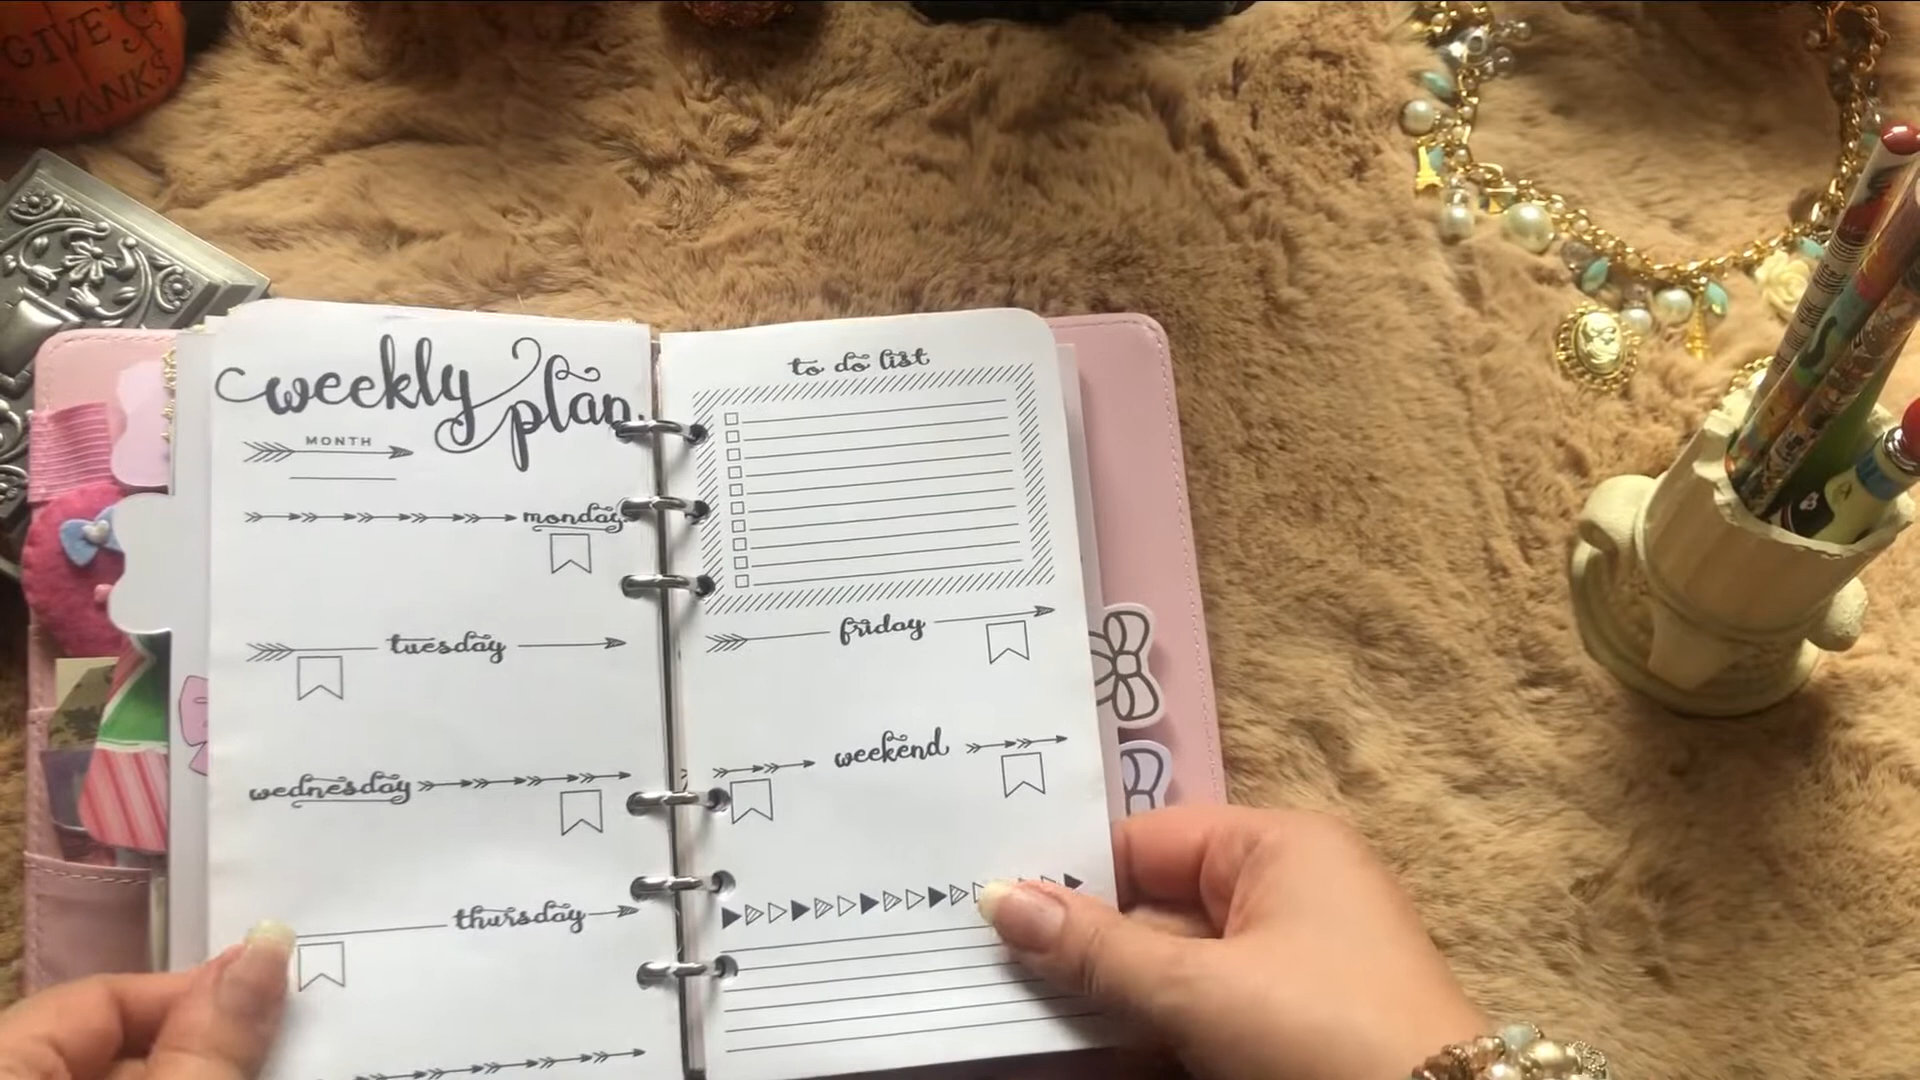 GIVE
THANKS
weekly plan
MONTH
monday
tuesday
wednesday
thursday
to do list
friday
weekend